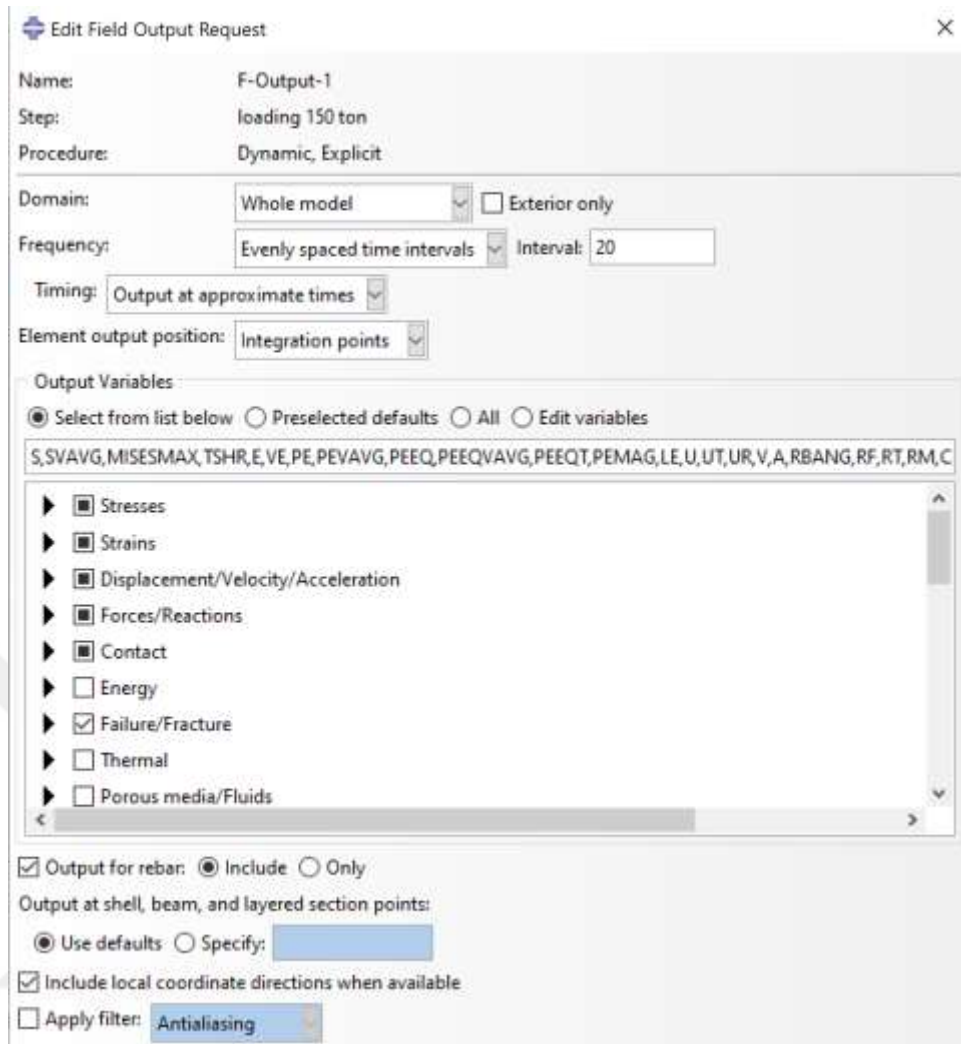 Edit Field Output Request
Name: F-Output-1
Step: loading 150 ton
Procedure: Dynamic, Explicit
Domain: Whole model Exterior only
Frequency: Evenly spaced time intervals Interval: 20
Timing: Output at approximate times
Element output position: Integration points
Output Variables
Select from list below Preselected defaults All Edit variables
S,SVAVG,MISESMAX,TSHR,E,VE,PE,PEVAVG,PEEQ,PEEQVAVG,PEEQT,PEMAG,LE,U,UT,UR,V,A,RBANG,RF,RT,RM,C
Stresses
Strains
Displacement/Velocity/Acceleration
Forces/Reactions
Contact
Energy
Failure/Fracture
Thermal
Porous media/Fluids
Output for rebar: Include Only
Output at shell, beam, and layered section points:
Use defaults Specify:
Include local coordinate directions when available
Apply filter: Antialiasing